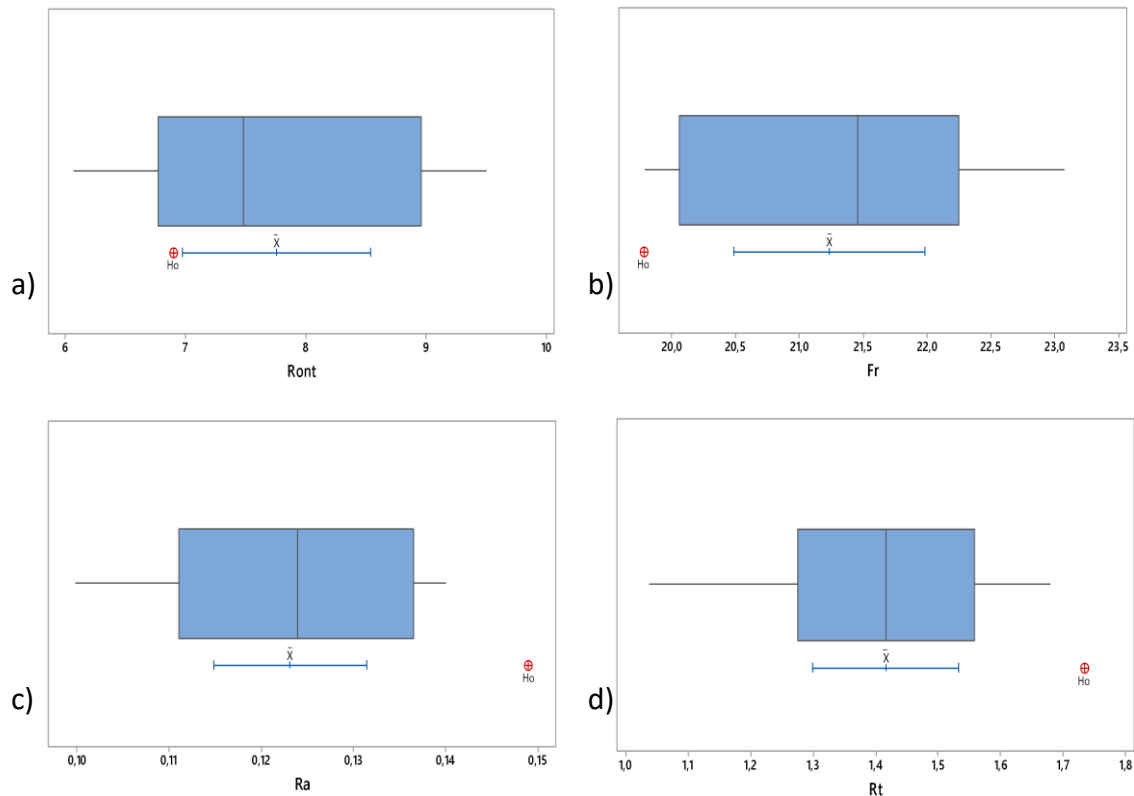 X̄
Ho
a)
6 7 8 9 10
Ront
X̄
Ho
b)
20,0 20,5 21,0 21,5 22,0 22,5 23,0 23,5
Fr
X̄
Ho
c)
0,10 0,11 0,12 0,13 0,14 0,15
Ra
X̄
Ho
d)
1,0 1,1 1,2 1,3 1,4 1,5 1,6 1,7 1,8
Rt